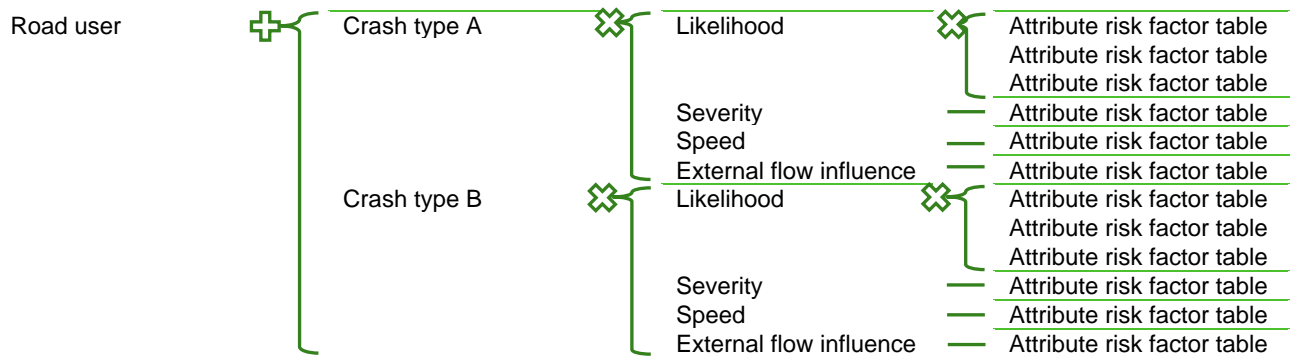 Road user Crash type A Likelihood Attribute risk factor table
Attribute risk factor table
Attribute risk factor table
Severity Attribute risk factor table
Speed Attribute risk factor table
External flow influence Attribute risk factor table
Crash type B Likelihood Attribute risk factor table
Attribute risk factor table
Attribute risk factor table
Severity Attribute risk factor table
Speed Attribute risk factor table
External flow influence Attribute risk factor table